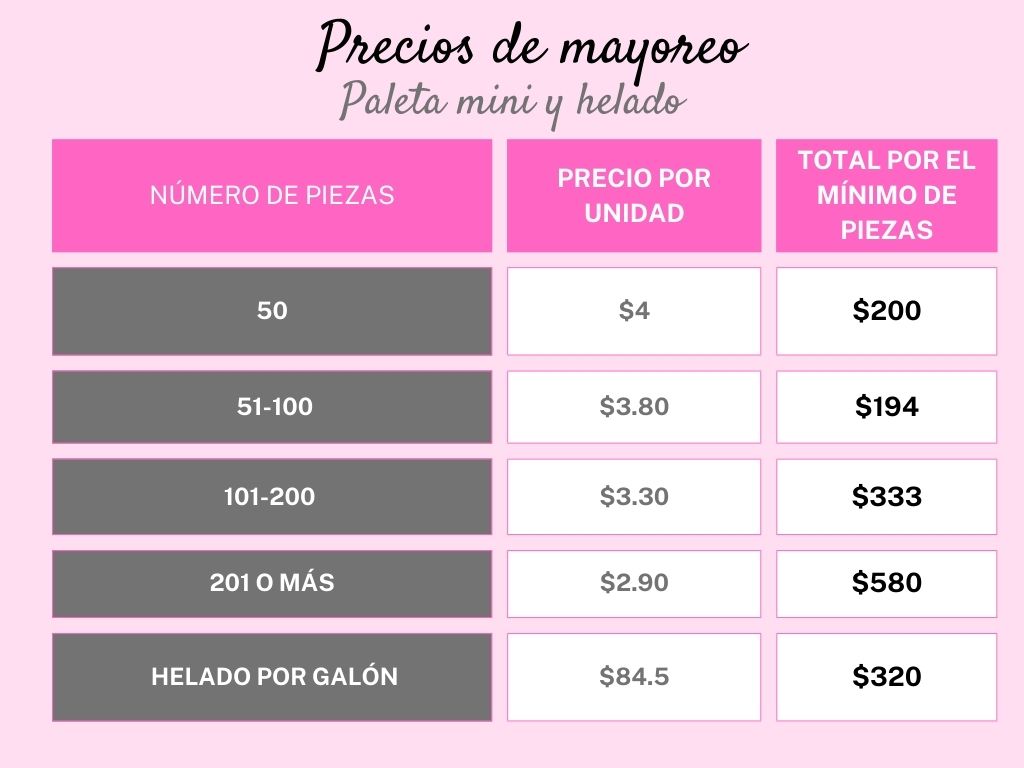 Precios de mayoreo
Paleta mini y helado
NÚMERO DE PIEZAS
PRECIO POR
UNIDAD
TOTAL POR EL
MÍNIMO DE
PIEZAS
50
$4
$200
51-100
$3.80
$194
101-200
$3.30
$333
201 O MÁS
$2.90
$580
HELADO POR GALÓN
$84.5
$320